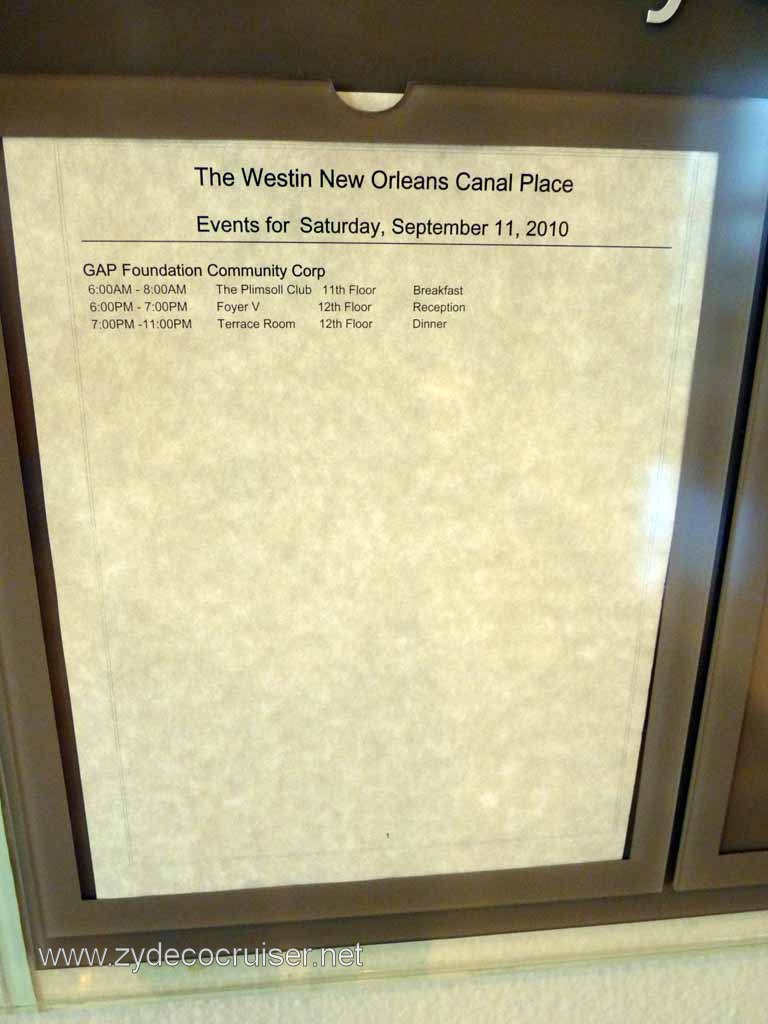 The Westin New Orleans Canal Place
Events for Saturday, September 11, 2010
GAP Foundation Community Corp
6:00AM - 8:00AM The Plimsoll Club 11th Floor Breakfast
6:00PM - 7:00PM Foyer V 12th Floor Reception
7:00PM -11:00PM Terrace Room 12th Floor Dinner
1
www.zydecocruiser.net